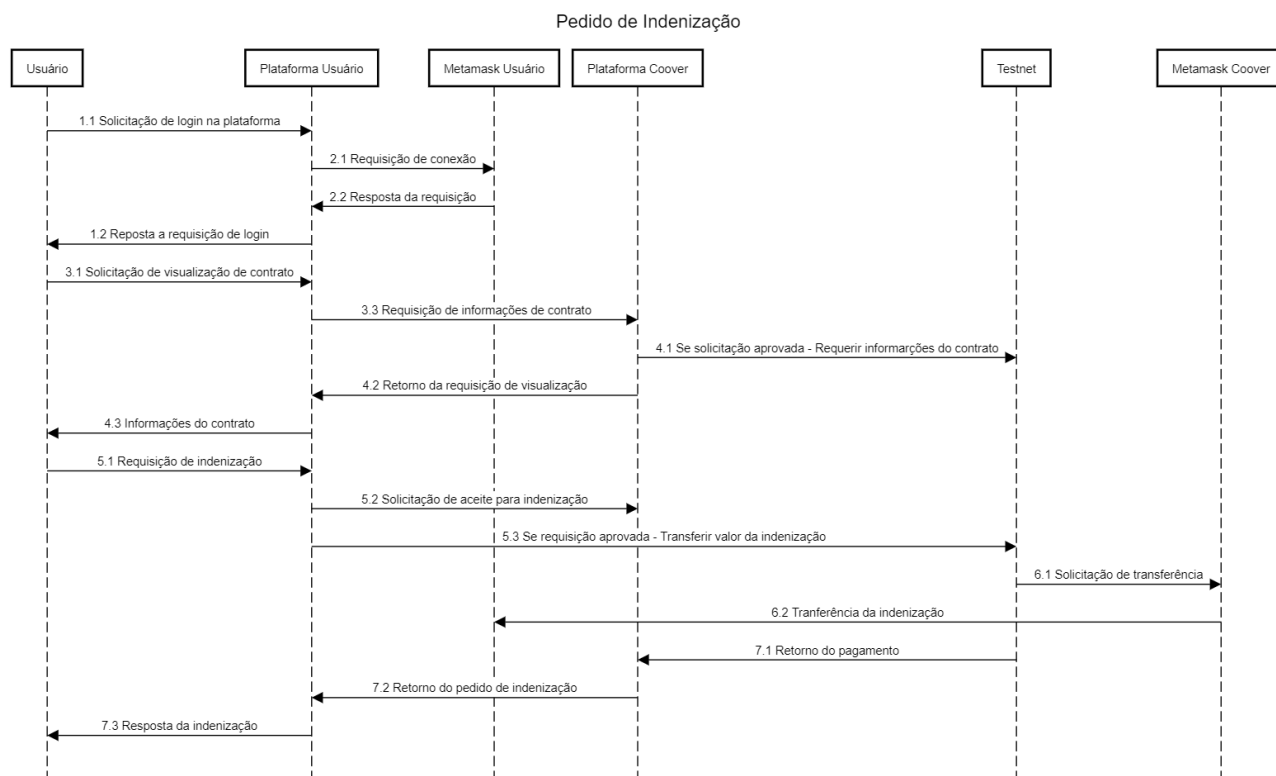 Pedido de Indenização
Usuário
Plataforma Usuário
Metamask Usuário
Plataforma Coover
Testnet
Metamask Coover
1.1 Solicitação de login na plataforma
2.1 Requisição de conexão
2.2 Resposta da requisição
1.2 Reposta a requisição de login
3.1 Solicitação de visualização de contrato
3.3 Requisição de informações de contrato
4.1 Se solicitação aprovada - Requerir informarções do contrato
4.2 Retorno da requisição de visualização
4.3 Informações do contrato
5.1 Requisição de indenização
5.2 Solicitação de aceite para indenização
5.3 Se requisição aprovada - Transferir valor da indenização
6.1 Solicitação de transferência
6.2 Tranferência da indenização
7.1 Retorno do pagamento
7.2 Retorno do pedido de indenização
7.3 Resposta da indenização